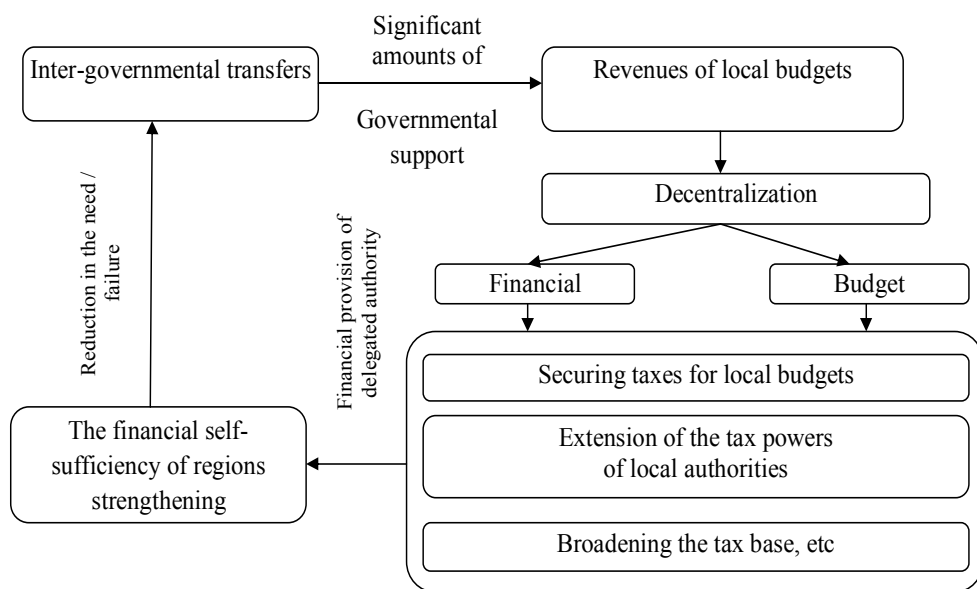 Inter-governmental transfers
Significant
amounts of
Governmental
support
Revenues of local budgets
Decentralization
Financial
Budget
Securing taxes for local budgets
Extension of the tax powers
of local authorities
Broadening the tax base, etc
Financial provision of
delegated authority
The financial self-
sufficiency of regions
strengthening
Reduction in the need /
failure